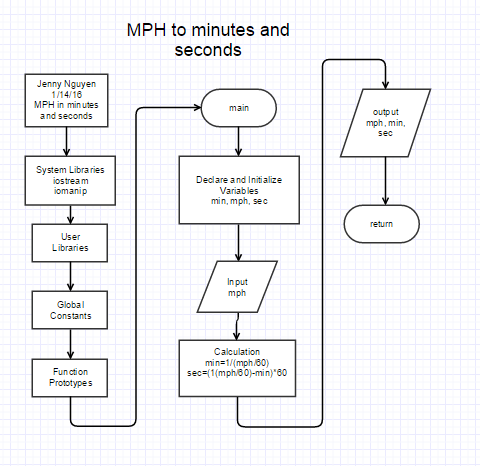 MPH to minutes and
seconds
Jenny Nguyen
1/14/16
MPH in minutes
and seconds
System Libraries
iostream
iomanip
User
Libraries
Global
Constants
Function
Prototypes
main
Declare and Initialize
Variables
min, mph, sec
Input
mph
Calculation
min=1/(mph/60)
sec=(1(mph/60)-min)*60
output
mph, min,
sec
return